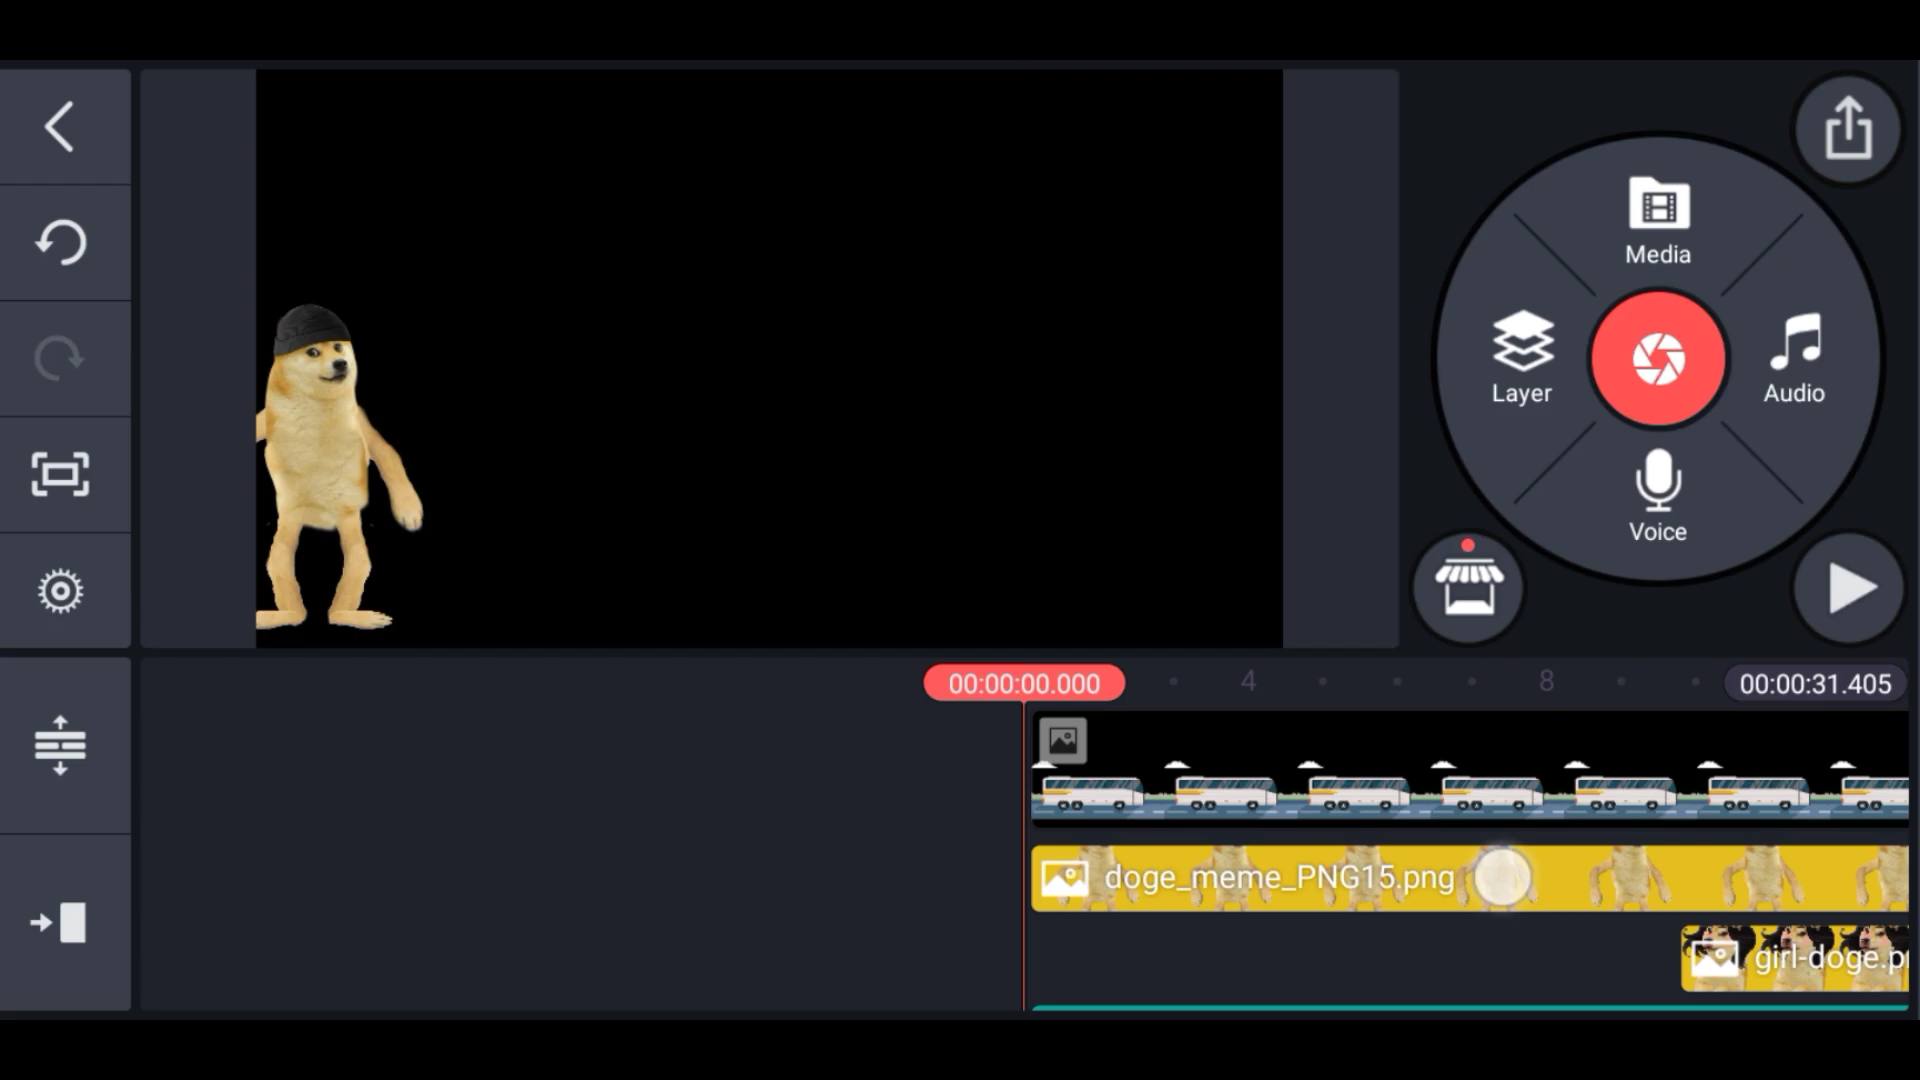 Media
Layer
Audio
Voice
00:00:00.000
4
8
00:00:31.405
doge_meme_PNG15.png
girl-doge.p